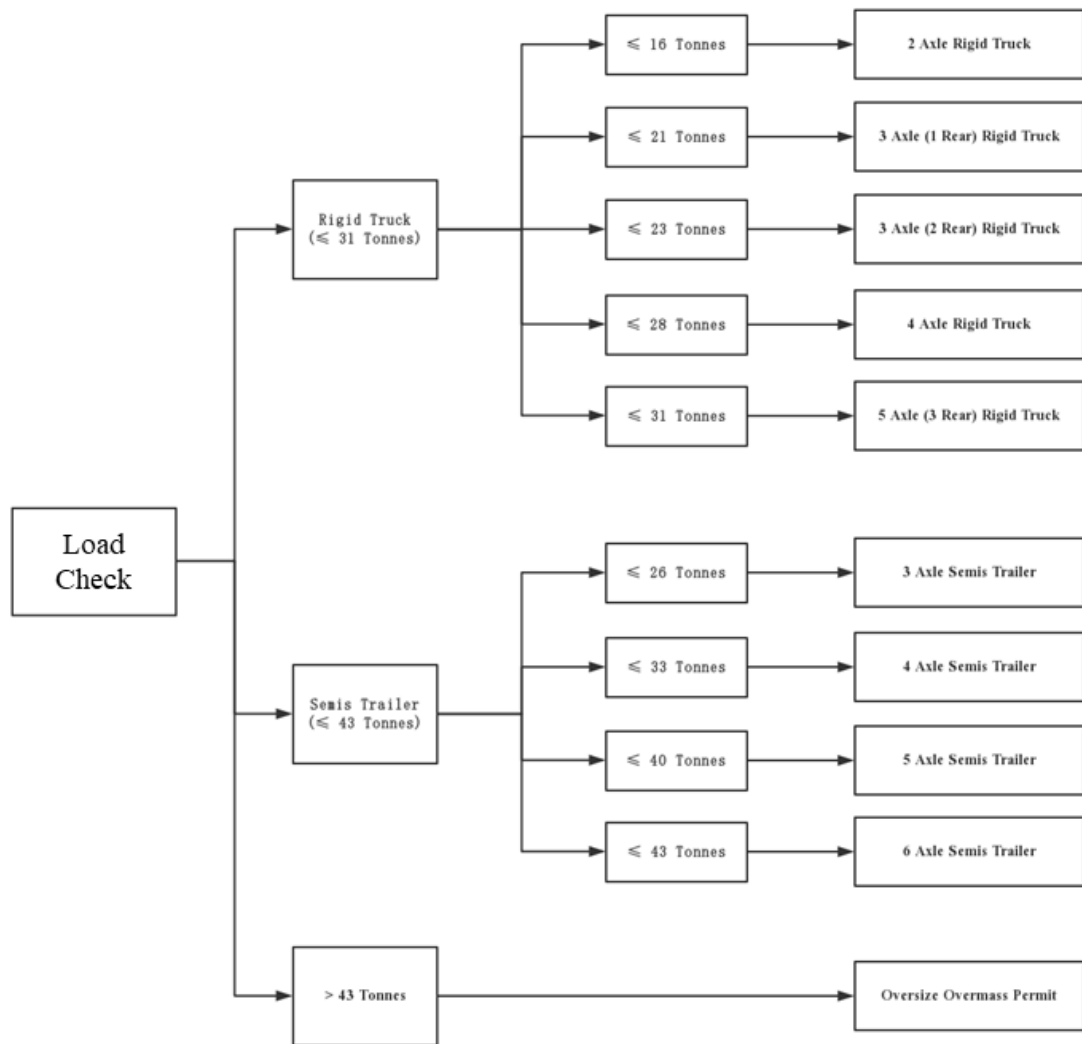 ≤ 16 Tonnes
2 Axle Rigid Truck
≤ 21 Tonnes
3 Axle (1 Rear) Rigid Truck
Rigid Truck
(≤ 31 Tonnes)
≤ 23 Tonnes
3 Axle (2 Rear) Rigid Truck
≤ 28 Tonnes
4 Axle Rigid Truck
≤ 31 Tonnes
5 Axle (3 Rear) Rigid Truck
Load
Check
≤ 26 Tonnes
3 Axle Semis Trailer
≤ 33 Tonnes
4 Axle Semis Trailer
Semis Trailer
(≤ 43 Tonnes)
≤ 40 Tonnes
5 Axle Semis Trailer
≤ 43 Tonnes
6 Axle Semis Trailer
> 43 Tonnes
Oversize Overmass Permit